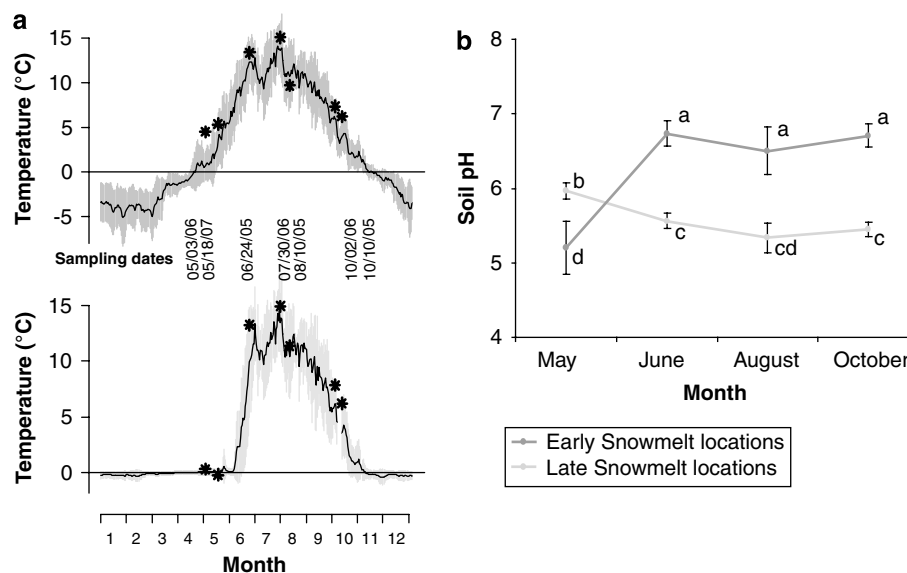 a
Temperature (°C)
15
10
5
0
-5
Sampling dates
05/03/06
05/18/07
06/24/05
07/30/06
08/10/05
10/02/06
10/10/05
Temperature (°C)
15
10
5
0
1 2 3 4 5 6 7 8 9 10 11 12
Month
b
Soil pH
8
7
6
5
4
a
a
a
b
c
cd
c
d
May June August October
Month
Early Snowmelt locations
Late Snowmelt locations